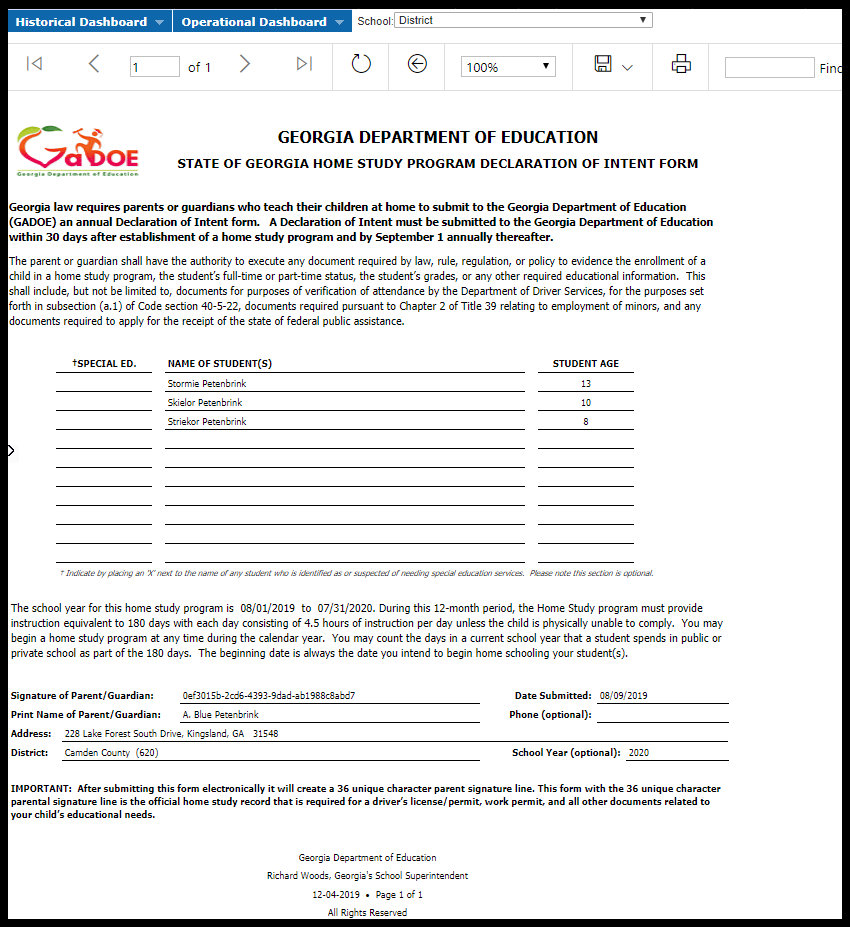 Historical Dashboard Operational Dashboard School: District
1 of 1 100% Find
GaDOE
Georgia Department of Education
GEORGIA DEPARTMENT OF EDUCATION
STATE OF GEORGIA HOME STUDY PROGRAM DECLARATION OF INTENT FORM
Georgia law requires parents or guardians who teach their children at home to submit to the Georgia Department of Education
(GADOE) an annual Declaration of Intent form. A Declaration of Intent must be submitted to the Georgia Department of Education
within 30 days after establishment of a home study program and by September 1 annually thereafter.
The parent or guardian shall have the authority to execute any document required by law, rule, regulation, or policy to evidence the enrollment of a
child in a home study program, the student's full-time or part-time status, the student's grades, or any other required educational information. This
shall include, but not be limited to, documents for purposes of verification of attendance by the Department of Driver Services, for the purposes set
forth in subsection (a.1) of Code section 40-5-22, documents required pursuant to Chapter 2 of Title 39 relating to employment of minors, and any
documents required to apply for the receipt of the state of federal public assistance.
†SPECIAL ED. NAME OF STUDENT(S) STUDENT AGE
Stormie Petenbrink 13
Skielor Petenbrink 10
Striekor Petenbrink 8
† Indicate by placing an 'X' next to the name of any student who is identified as or suspected of needing special education services. Please note this section is optional.
The school year for this home study program is 08/01/2019 to 07/31/2020. During this 12-month period, the Home Study program must provide
instruction equivalent to 180 days with each day consisting of 4.5 hours of instruction per day unless the child is physically unable to comply. You may
begin a home study program at any time during the calendar year. You may count the days in a current school year that a student spends in public or
private school as part of the 180 days. The beginning date is always the date you intend to begin home schooling your student(s).
Signature of Parent/Guardian: 0ef3015b-2cd6-4393-9dad-ab1988c8abd7 Date Submitted: 08/09/2019
Print Name of Parent/Guardian: A. Blue Petenbrink Phone (optional):
Address: 228 Lake Forest South Drive, Kingsland, GA 31548
District: Camden County (620) School Year (optional): 2020
IMPORTANT: After submitting this form electronically it will create a 36 unique character parent signature line. This form with the 36 unique character
parental signature line is the official home study record that is required for a driver's license/permit, work permit, and all other documents related to
your child's educational needs.
Georgia Department of Education
Richard Woods, Georgia's School Superintendent
12-04-2019 • Page 1 of 1
All Rights Reserved